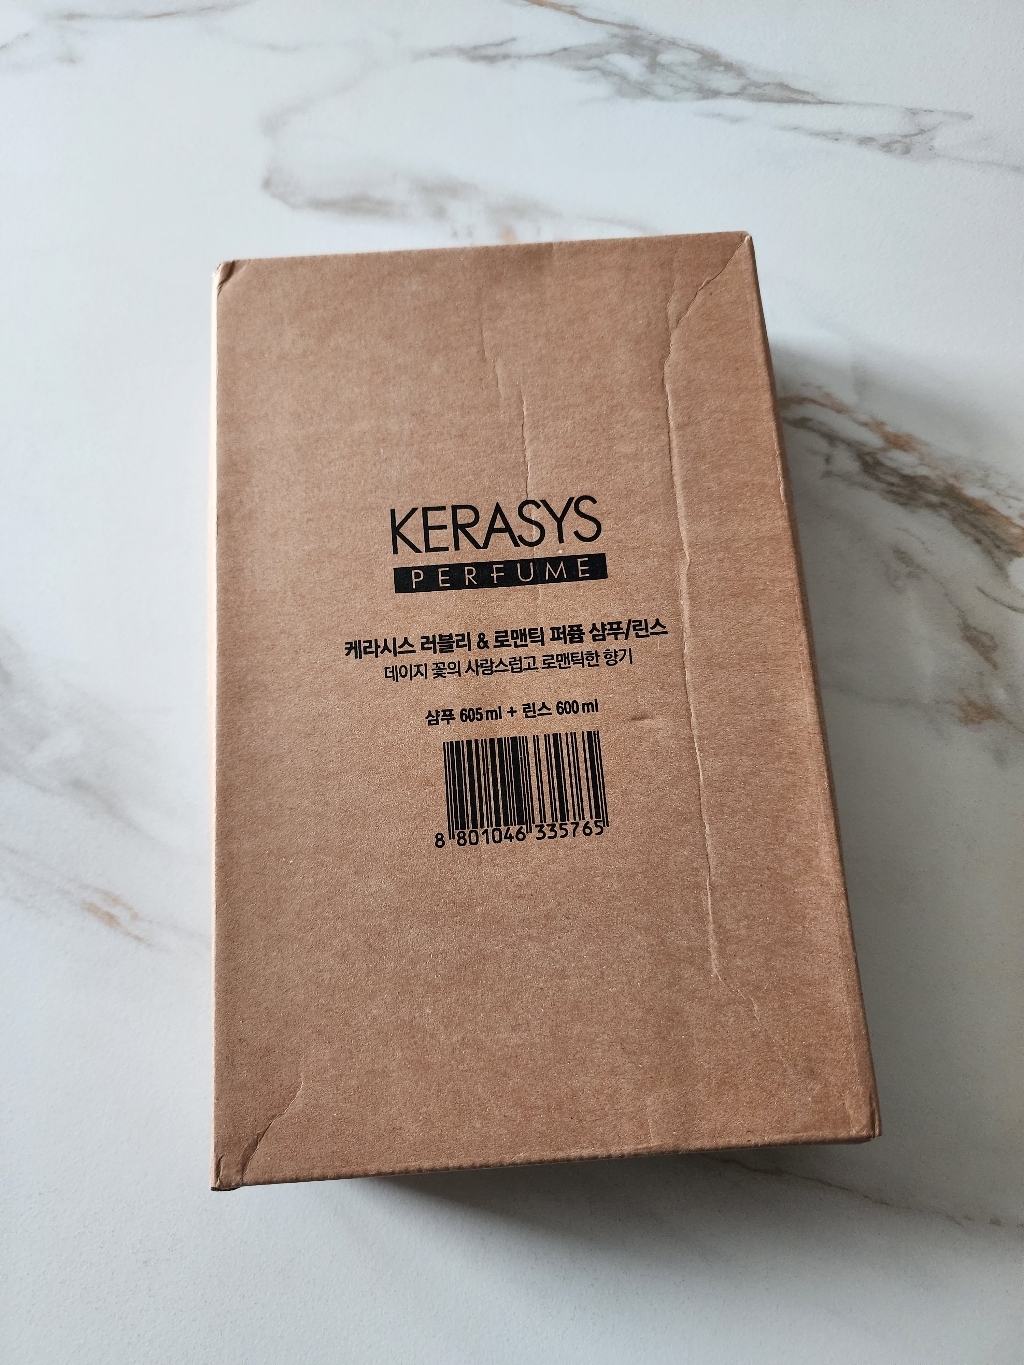 KERASYS
PERFUME
케라시스 러블리 & 로맨틱 퍼퓸 샴푸/린스
데이지 꽃의 사랑스럽고 로맨틱한 향기
샴푸 605 ml + 린스 600 ml
8 801046 335765